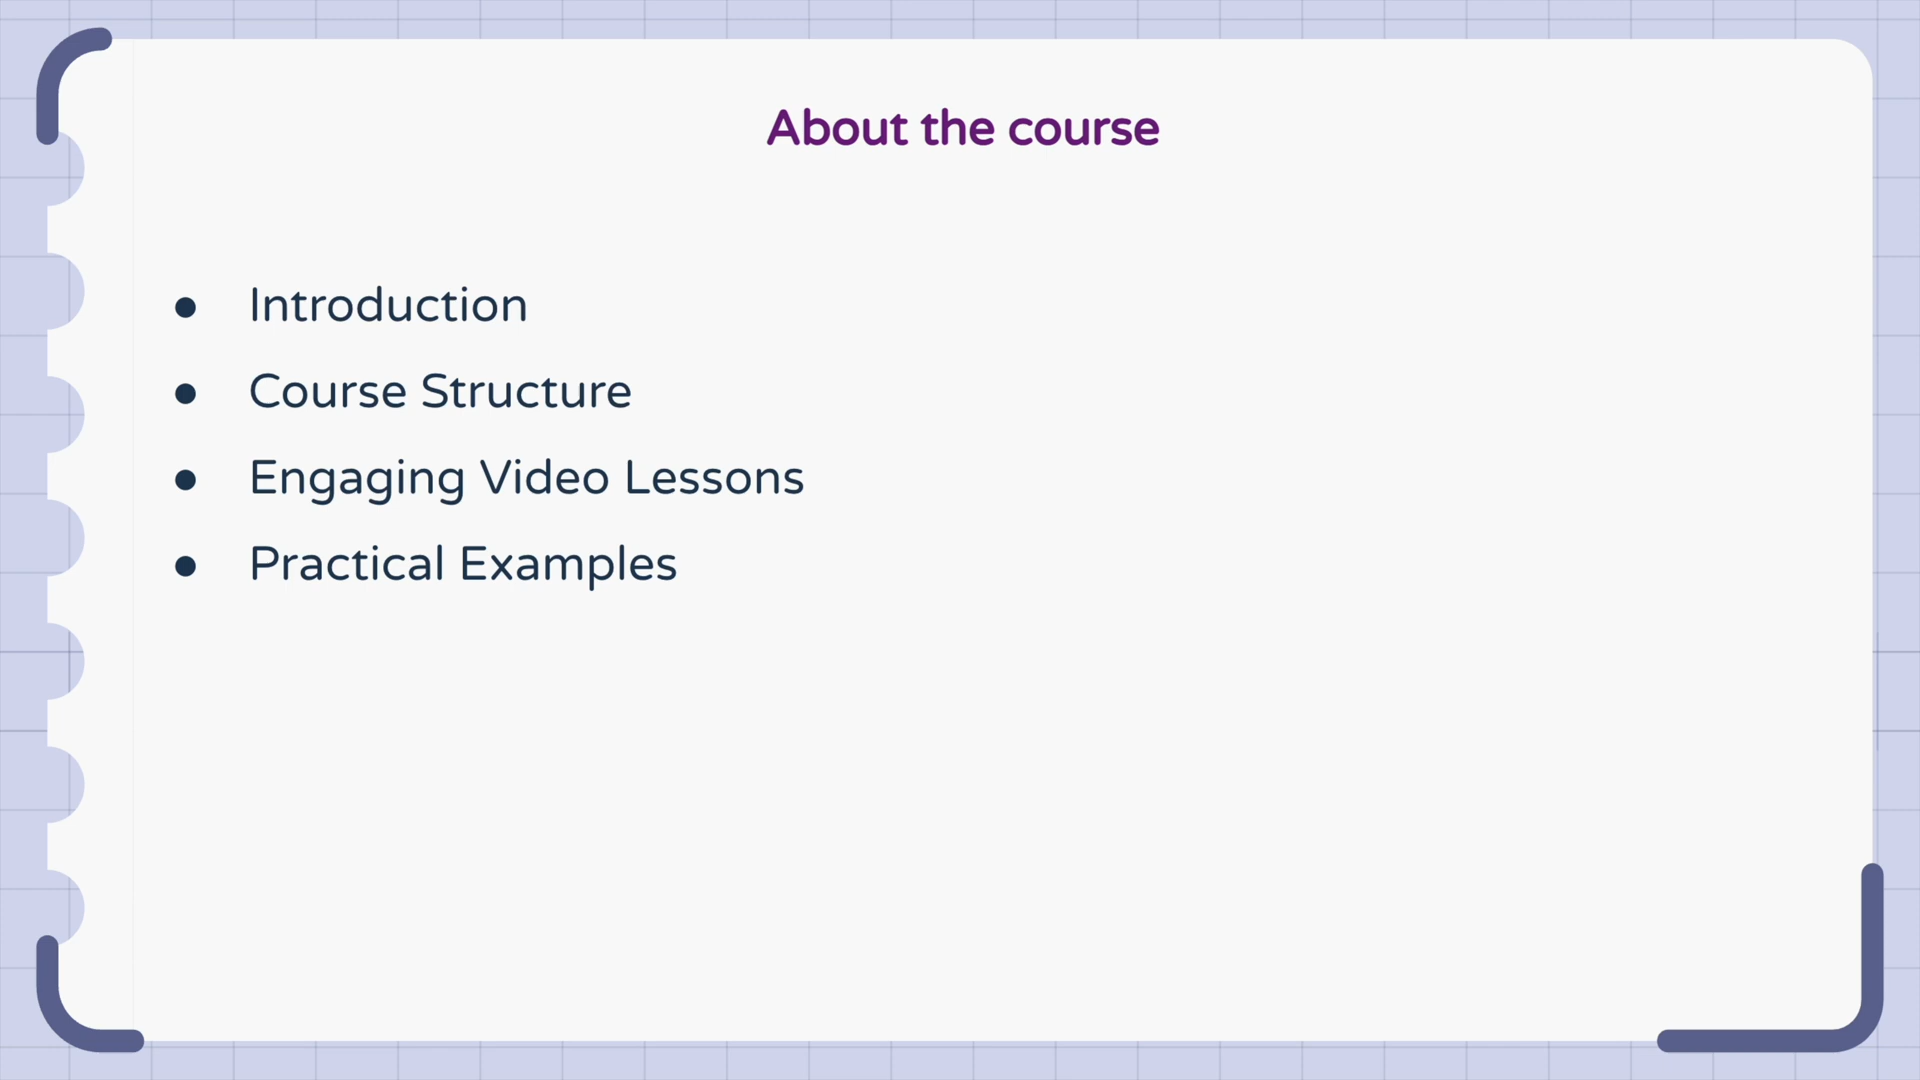 About the course
● Introduction
● Course Structure
● Engaging Video Lessons
● Practical Examples